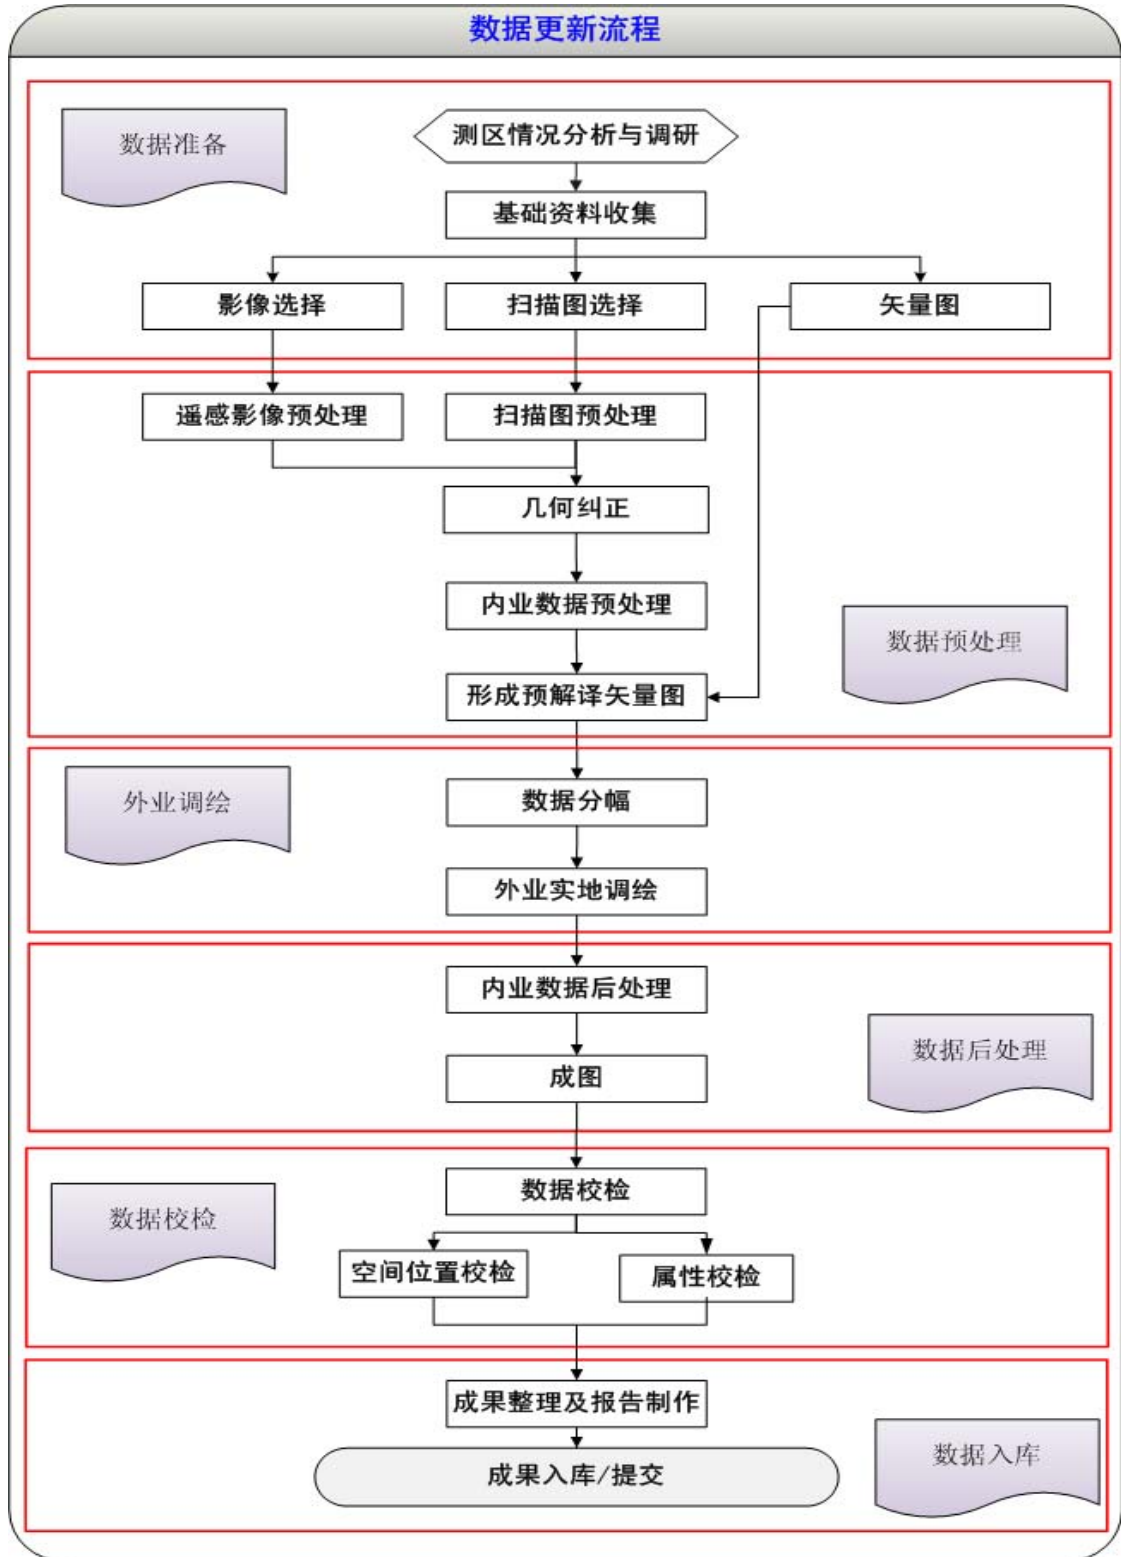 数据更新流程
数据准备
测区情况分析与调研
基础资料收集
影像选择
扫描图选择
矢量图
遥感影像预处理
扫描图预处理
几何纠正
内业数据预处理
数据预处理
形成预解译矢量图
外业调绘
数据分幅
外业实地调绘
内业数据后处理
数据后处理
成图
数据校检
数据校检
空间位置校检
属性校检
成果整理及报告制作
数据入库
成果入库/提交